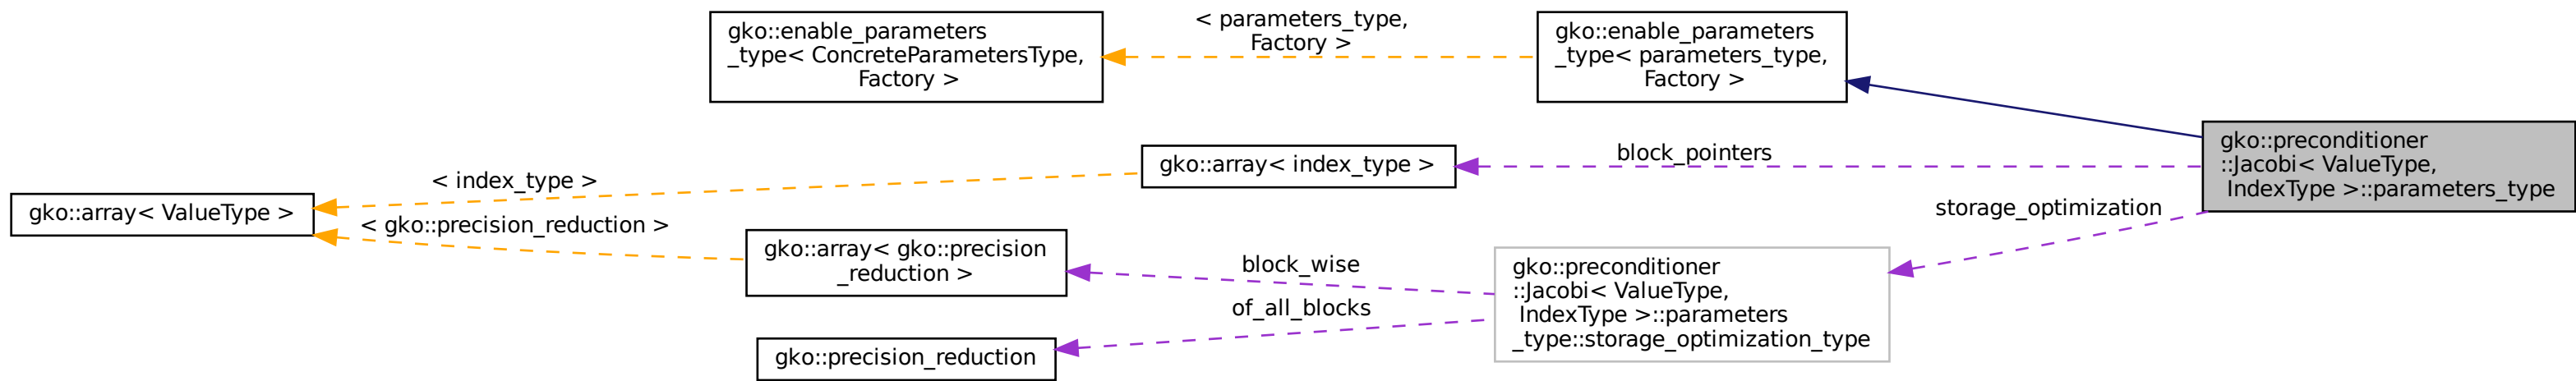 gko::enable_parameters
_type< ConcreteParametersType,
Factory >
< parameters_type,
Factory >
gko::enable_parameters
_type< parameters_type,
Factory >
gko::array< ValueType >
< index_type >
< gko::precision_reduction >
gko::array< index_type >
block_pointers
gko::preconditioner
::Jacobi< ValueType,
IndexType >::parameters_type
storage_optimization
gko::array< gko::precision
_reduction >
block_wise
of_all_blocks
gko::preconditioner
::Jacobi< ValueType,
IndexType >::parameters
_type::storage_optimization_type
gko::precision_reduction